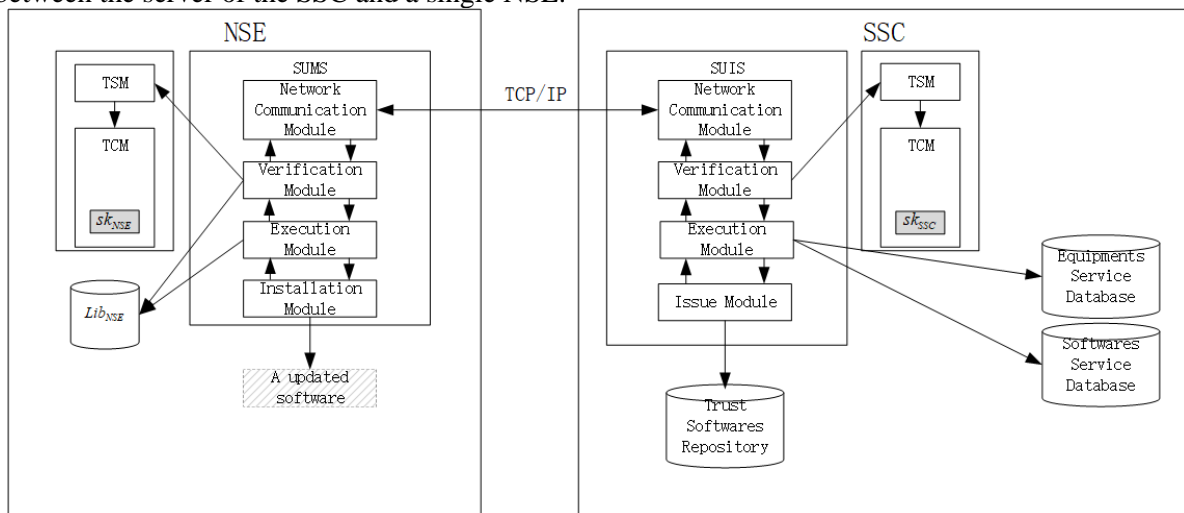 between the server of the SSC and a single NSE.
NSE
SSC
TSM
TCM
sk_NSE
Lib_NSE
SUMS
Network
Communication
Module
Verification
Module
Execution
Module
Installation
Module
A updated
software
TCP/IP
SUIS
Network
Communication
Module
Verification
Module
Execution
Module
Issue Module
Trust
Softwares
Repository
TSM
TCM
sk_SSC
Equipments
Service
Database
Softwares
Service
Database